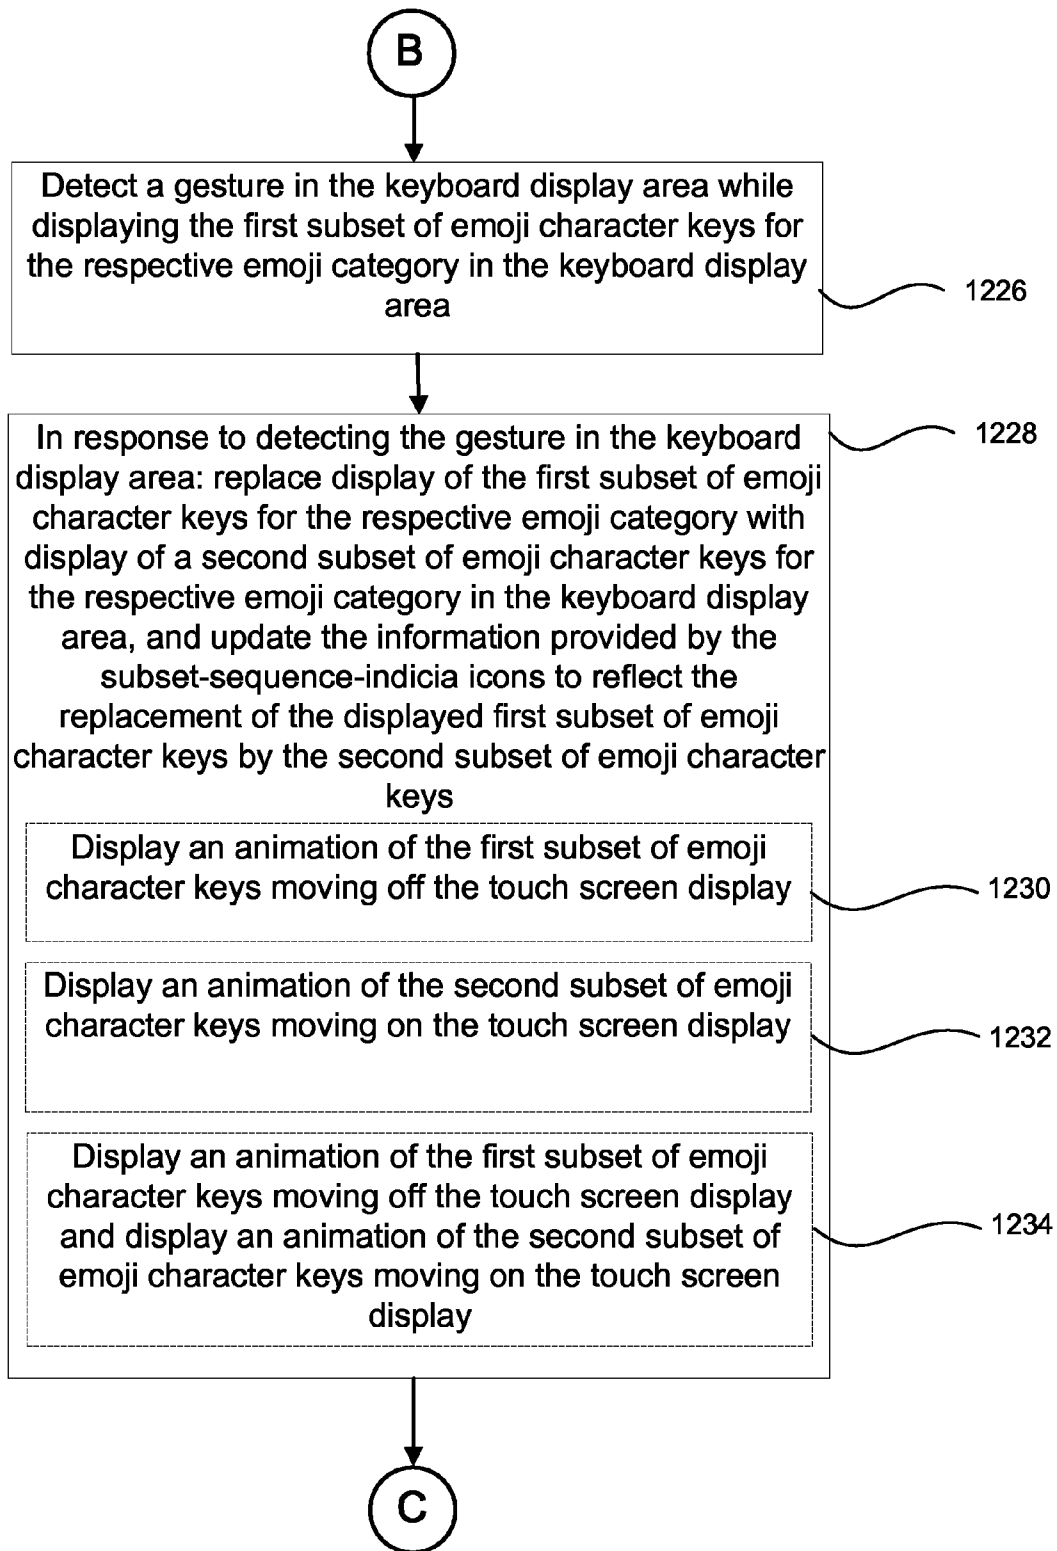 B
Detect a gesture in the keyboard display area while
displaying the first subset of emoji character keys for
the respective emoji category in the keyboard display
area
1226
In response to detecting the gesture in the keyboard
display area: replace display of the first subset of emoji
character keys for the respective emoji category with
display of a second subset of emoji character keys for
the respective emoji category in the keyboard display
area, and update the information provided by the
subset-sequence-indicia icons to reflect the
replacement of the displayed first subset of emoji
character keys by the second subset of emoji character
keys
1228
Display an animation of the first subset of emoji
character keys moving off the touch screen display
1230
Display an animation of the second subset of emoji
character keys moving on the touch screen display
1232
Display an animation of the first subset of emoji
character keys moving off the touch screen display
and display an animation of the second subset of
emoji character keys moving on the touch screen
display
1234
C